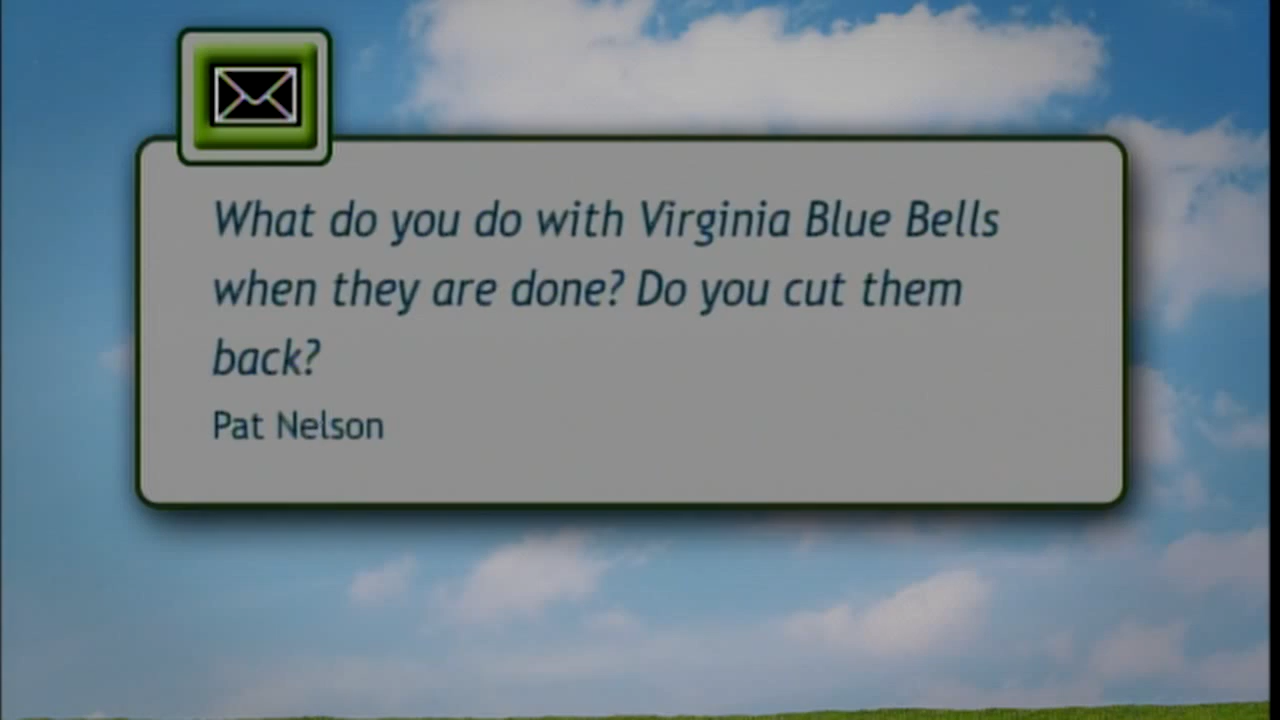 What do you do with Virginia Blue Bells
when they are done? Do you cut them
back?
Pat Nelson